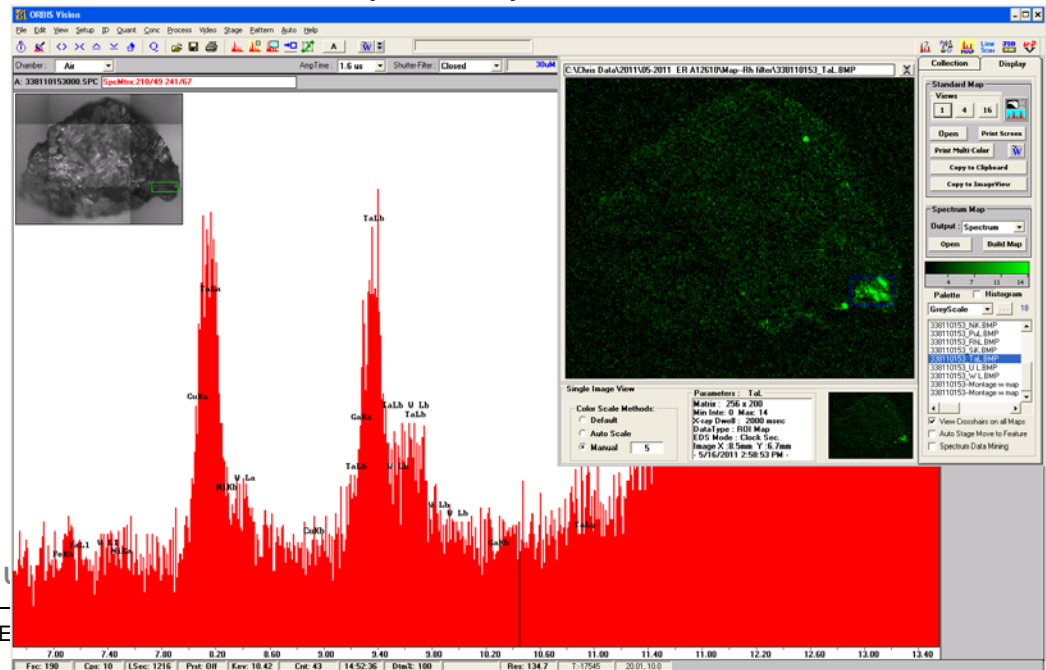 ORBIS Vision
File Edit View Setup ID Quant Conc Process Video Stage Pattern Auto Help
A W
Chamber: Air AmpTime: 1.6 us Shutter-Filter: Closed 30uM
A: 338110153800.SPC SpcMtrx:210/49 241/67
C:\Chris Data\2011\05-2011 ER A12610\Map--Rh filter\338110153_TaL.BMP X
MAP Line Scan JOB
Collection Display
Standard Map
Views
1 4 16
Open Print Screen
Print Multi-Color W
Copy to Clipboard
Copy to ImageView
Spectrum Map
Output: Spectrum
Open Build Map
4 7 11 14
Palette Histogram
GreyScale ... 18
338110153_NiK.BMP
338110153_PuL.BMP
338110153_RhL.BMP
338110153_SiK.BMP
338110153_TaL.BMP
338110153_U L.BMP
338110153_W L.BMP
338110153-Montage w map
338110153-Montage w map
View Crosshairs on all Maps
Auto Stage Move to Feature
Spectrum Data Mining
Single Image View
Color Scale Methods:
Default
Auto Scale
Manual 5
Parameters : TaL
Matrix : 256 x 200
Min Inte: 0 Max: 14
X-ray Dwell : 2000 msec
DataType : ROI Map
EDS Mode : Clock Sec.
Image X :8.5mm Y :6.7mm
- 5/16/2011 2:58:53 PM -
TaLb
TaLa
CuKa
GaKa
TaLb W Lb
TaLb
TaLb W Lb
W La
NiKb
W Lb
W Lb
CuKb
TaLg
TaLl W Ll
FeKb NiKa
GaKb
E
7.00 7.40 7.80 8.20 8.60 9.00 9.40 9.80 10.20 10.60 11.00 11.40 11.80 12.20 12.60 13.00 13.40
Fsc: 190 Cps: 10 LSec: 1216 Prst: Off Kev: 10.42 Cnt: 43 14:52:36 Dtm%: 100 Res: 134.7 T:-17545 20.01, 10.0